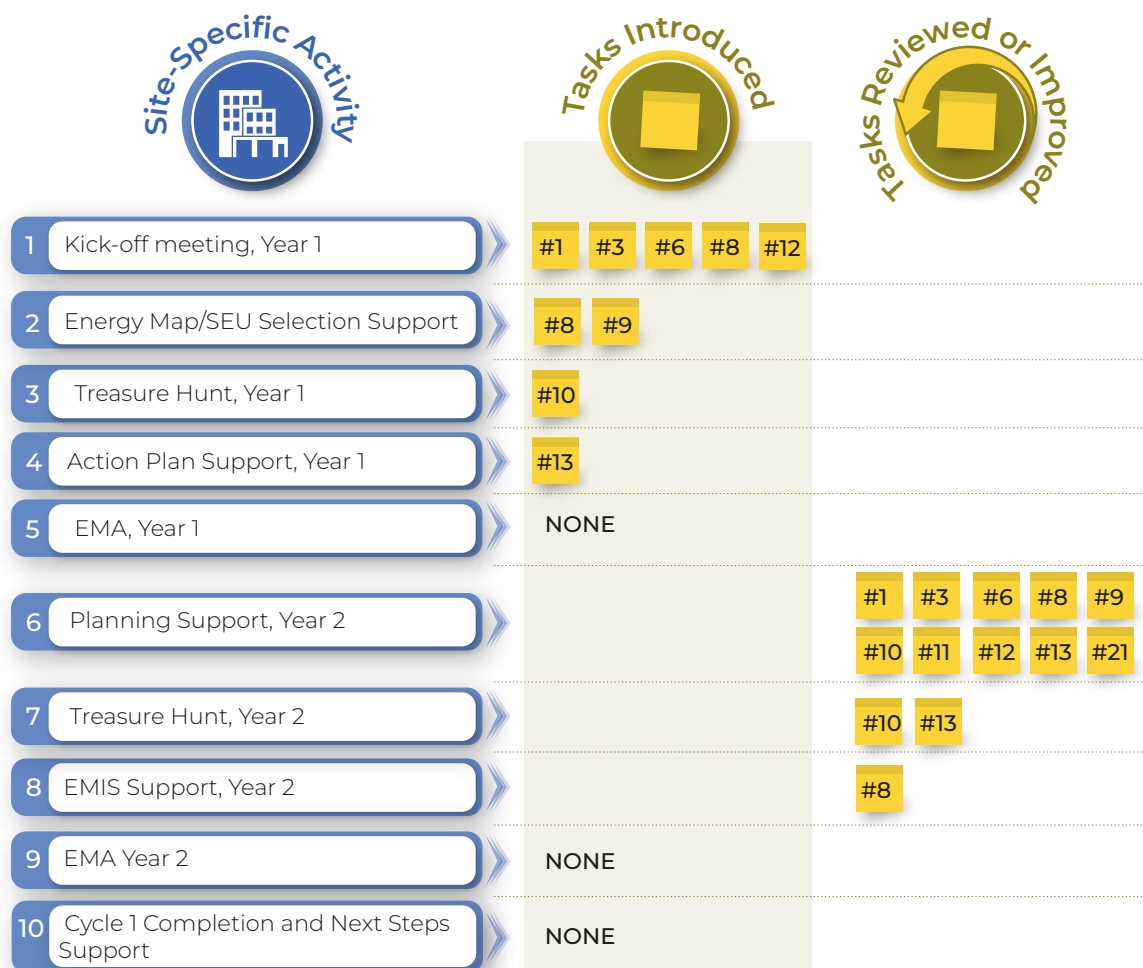 Site-Specific Activity
Tasks Introduced
Tasks Reviewed or Improved
1 Kick-off meeting, Year 1 #1 #3 #6 #8 #12
2 Energy Map/SEU Selection Support #8 #9
3 Treasure Hunt, Year 1 #10
4 Action Plan Support, Year 1 #13
5 EMA, Year 1 NONE
6 Planning Support, Year 2 #1 #3 #6 #8 #9
#10 #11 #12 #13 #21
7 Treasure Hunt, Year 2 #10 #13
8 EMIS Support, Year 2 #8
9 EMA Year 2 NONE
10 Cycle 1 Completion and Next Steps
Support NONE